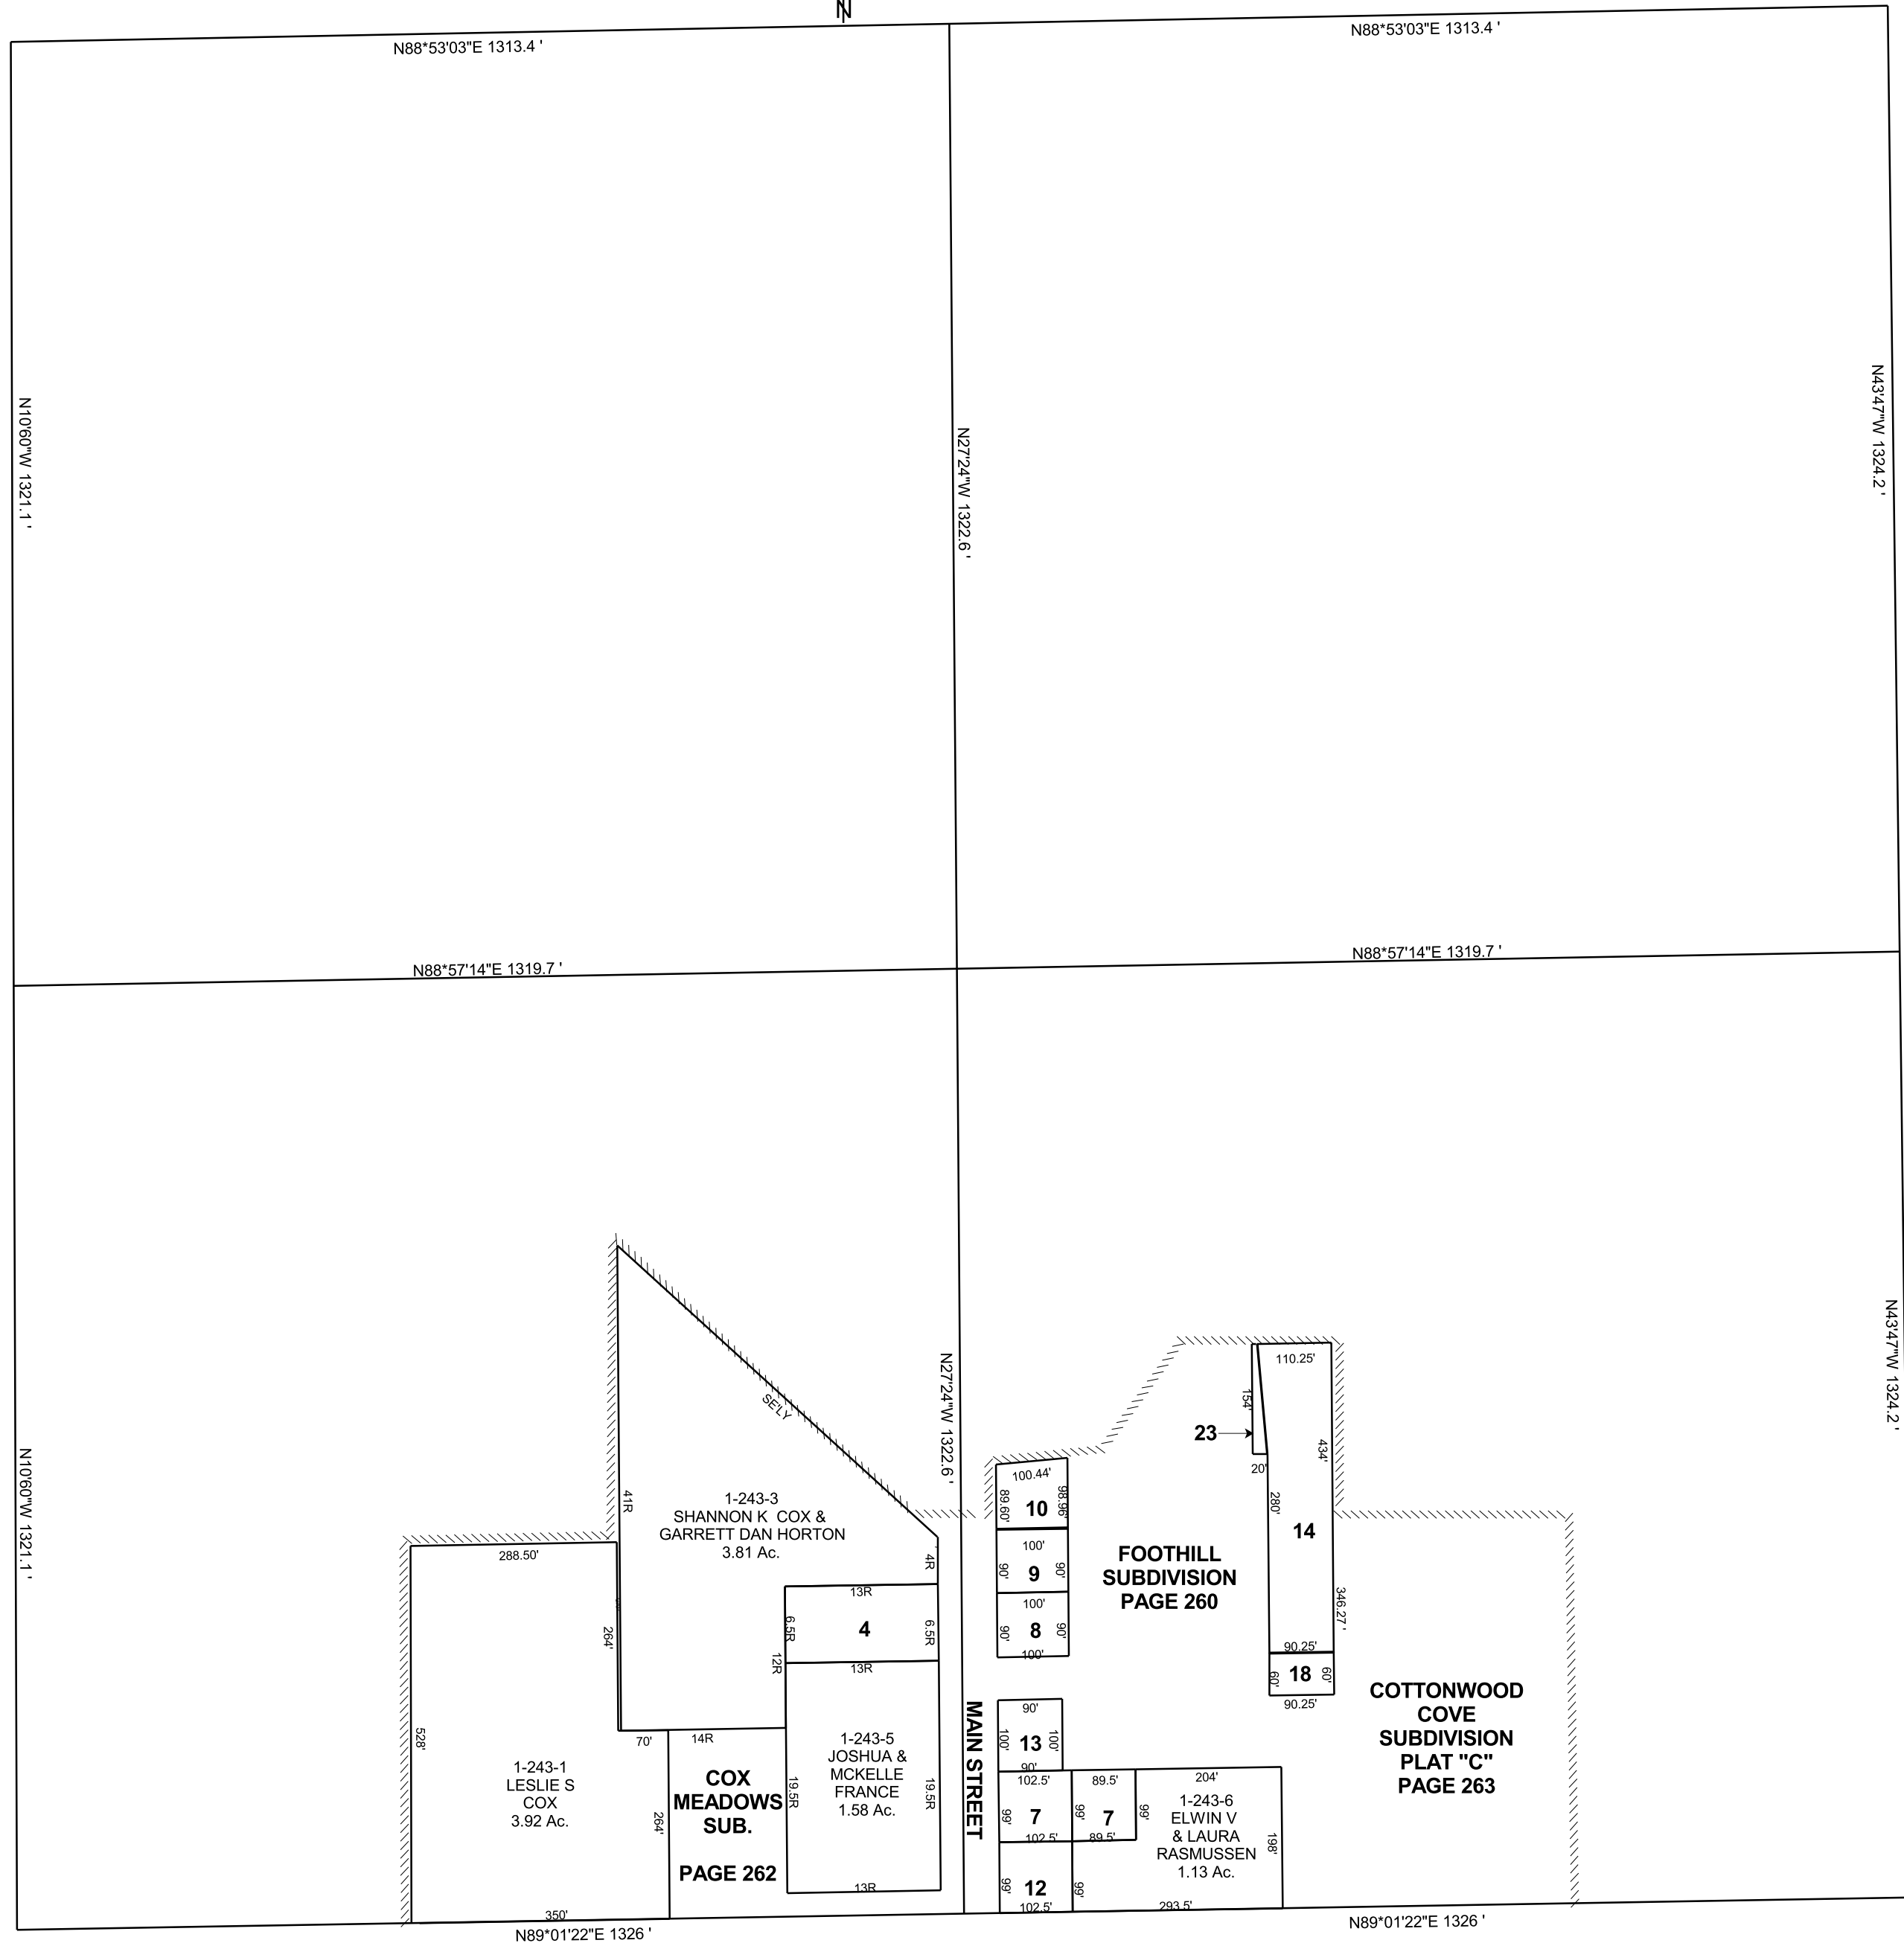 N
N88*53'03"E 1313.4 '
N88*53'03"E 1313.4 '
N10'60"W 1321.1 '
N27'24"W 1322.6 '
N43'47"W 1324.2 '
N88*57'14"E 1319.7 '
N88*57'14"E 1319.7 '
N10'60"W 1321.1 '
N27'24"W 1322.6 '
N43'47"W 1324.2 '
SE'LY
41R
1-243-3
SHANNON K COX &
GARRETT DAN HORTON
3.81 Ac.
4R
13R
6.5R
4
6.5R
12R
13R
288.50'
264'
528'
1-243-1
LESLIE S
COX
3.92 Ac.
70'
14R
264'
350'
COX
MEADOWS
SUB.
PAGE 262
19.5R
1-243-5
JOSHUA &
MCKELLE
FRANCE
1.58 Ac.
19.5R
13R
MAIN STREET
100.44'
89.60'
98.96'
10
100'
90'
9
90'
100'
90'
8
90'
100'
FOOTHILL
SUBDIVISION
PAGE 260
110.25'
154'
23
20'
434'
280'
14
346.27 '
90.25'
60'
18
60'
90.25'
90'
100'
13
100'
90'
102.5'
99'
7
102.5'
89.5'
99'
7
99'
89.5'
204'
1-243-6
ELWIN V
& LAURA
RASMUSSEN
1.13 Ac.
198'
99'
12
99'
102.5'
293.5'
COTTONWOOD
COVE
SUBDIVISION
PLAT "C"
PAGE 263
N89*01'22"E 1326 '
N89*01'22"E 1326 '